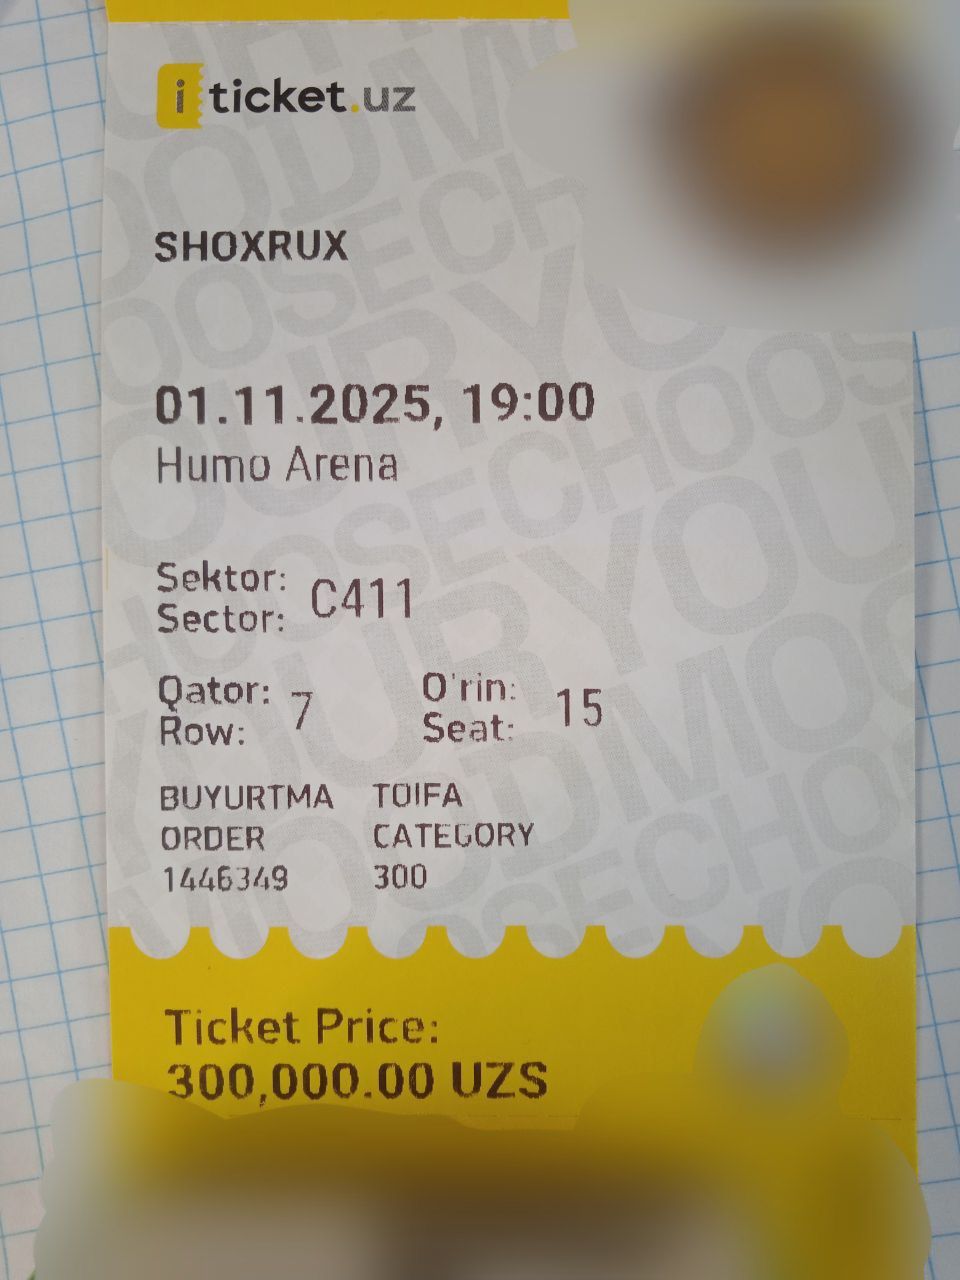 i ticket.uz
SHOXRUX
01.11.2025, 19:00
Humo Arena
Sektor:
Sector: C411
Qator:
Row: 7
O'rin:
Seat: 15
BUYURTMA TOIFA
ORDER CATEGORY
1446349 300
Ticket Price:
300,000.00 UZS